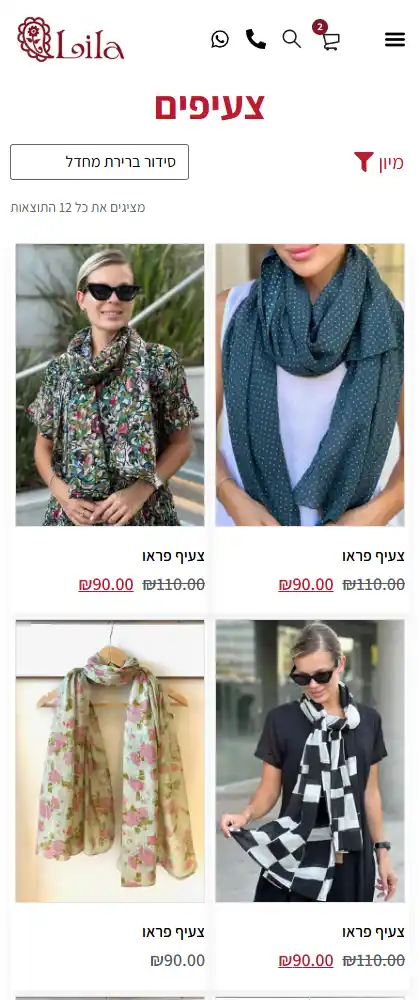 Lila
2
צעיפים
מיון
סידור ברירת מחדל
מציגים את כל 12 התוצאות
צעיף פראו
₪110.00 ₪90.00
צעיף פראו
₪110.00 ₪90.00
צעיף פראו
₪110.00 ₪90.00
צעיף פראו
₪90.00